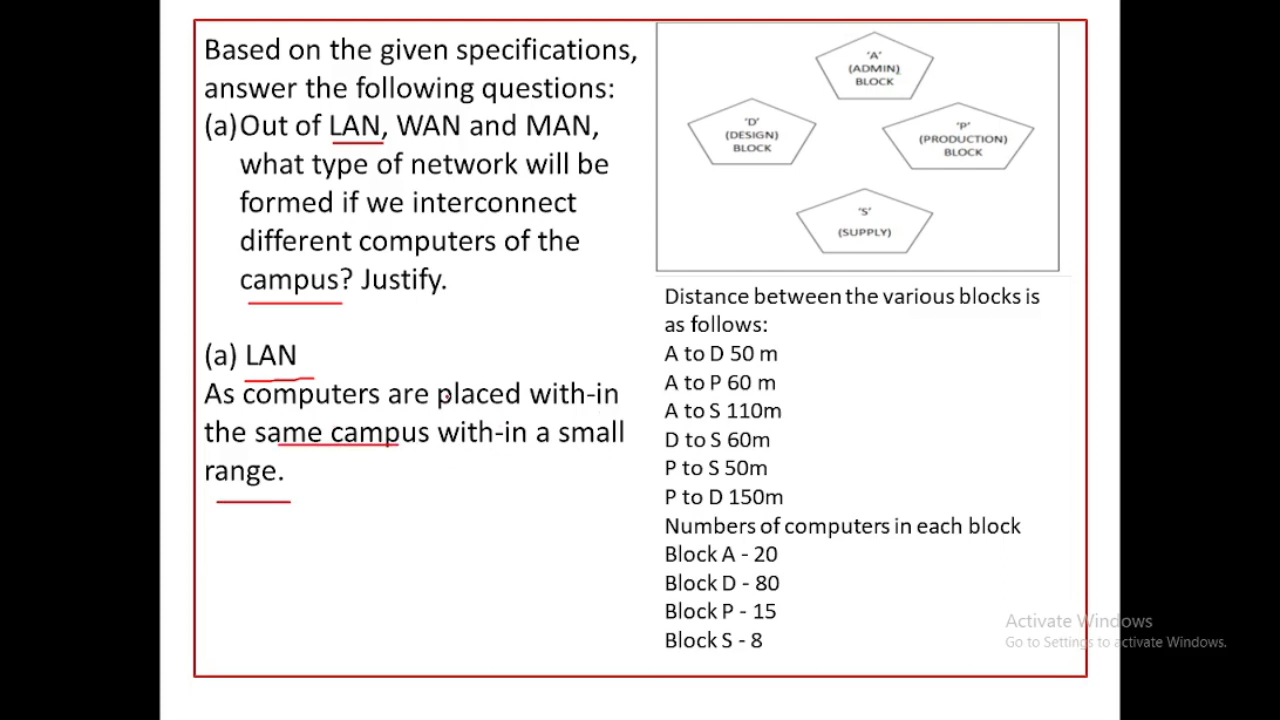 Based on the given specifications,
answer the following questions:
(a)Out of LAN, WAN and MAN,
what type of network will be
formed if we interconnect
different computers of the
campus? Justify.
(a) LAN
As computers are placed with-in
the same campus with-in a small
range.
'A'
(ADMIN)
BLOCK
'D'
(DESIGN)
BLOCK
'P'
(PRODUCTION)
BLOCK
'S'
(SUPPLY)
Distance between the various blocks is
as follows:
A to D 50 m
A to P 60 m
A to S 110m
D to S 60m
P to S 50m
P to D 150m
Numbers of computers in each block
Block A - 20
Block D - 80
Block P - 15
Block S - 8
Activate Windows
Go to Settings to activate Windows.